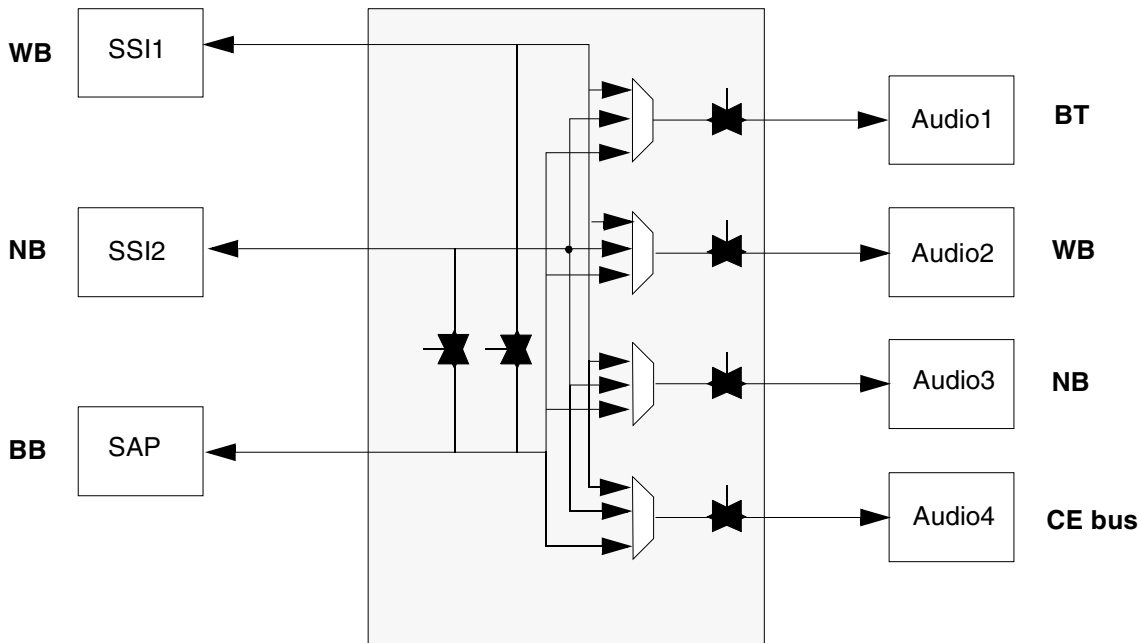 WB
SSI1
Audio1
BT
NB
SSI2
Audio2
WB
Audio3
NB
BB
SAP
Audio4
CE bus